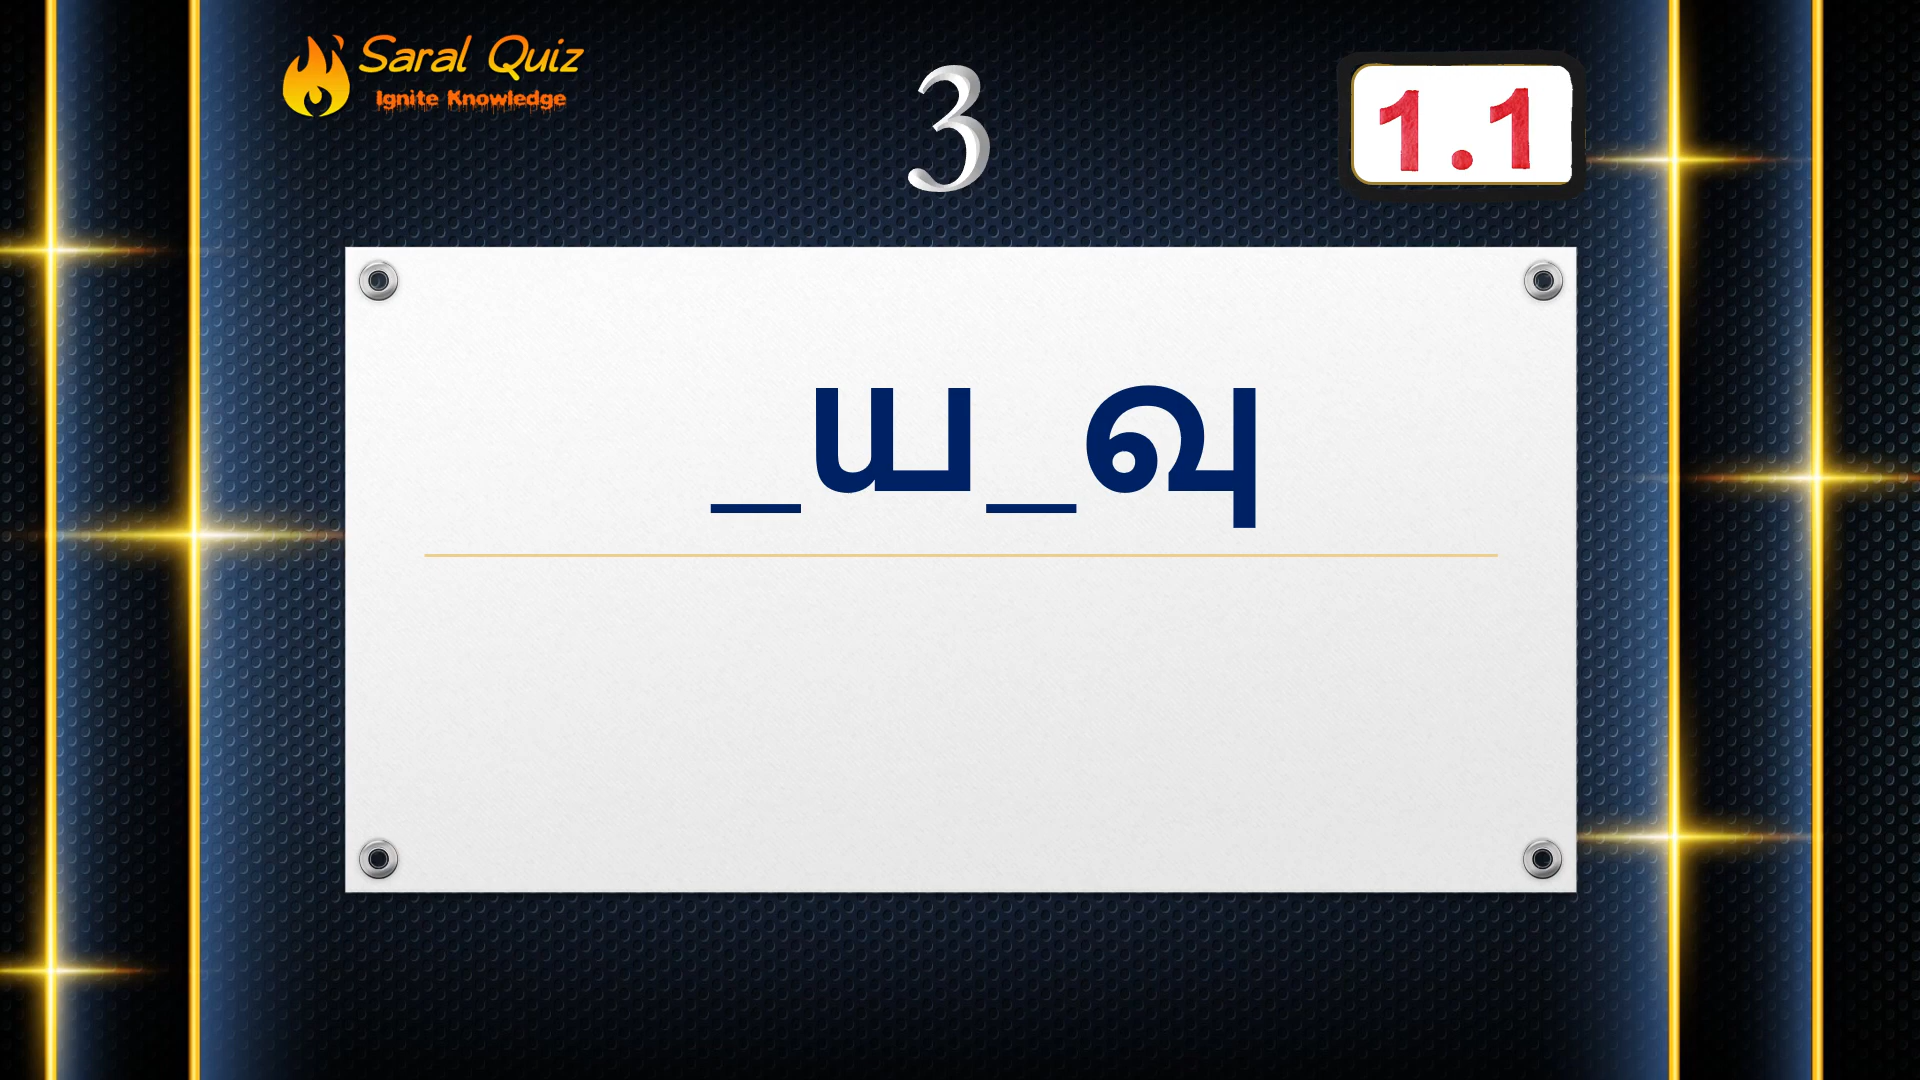 Saral Quiz
Ignite Knowledge
3
1.1
_ய_வு